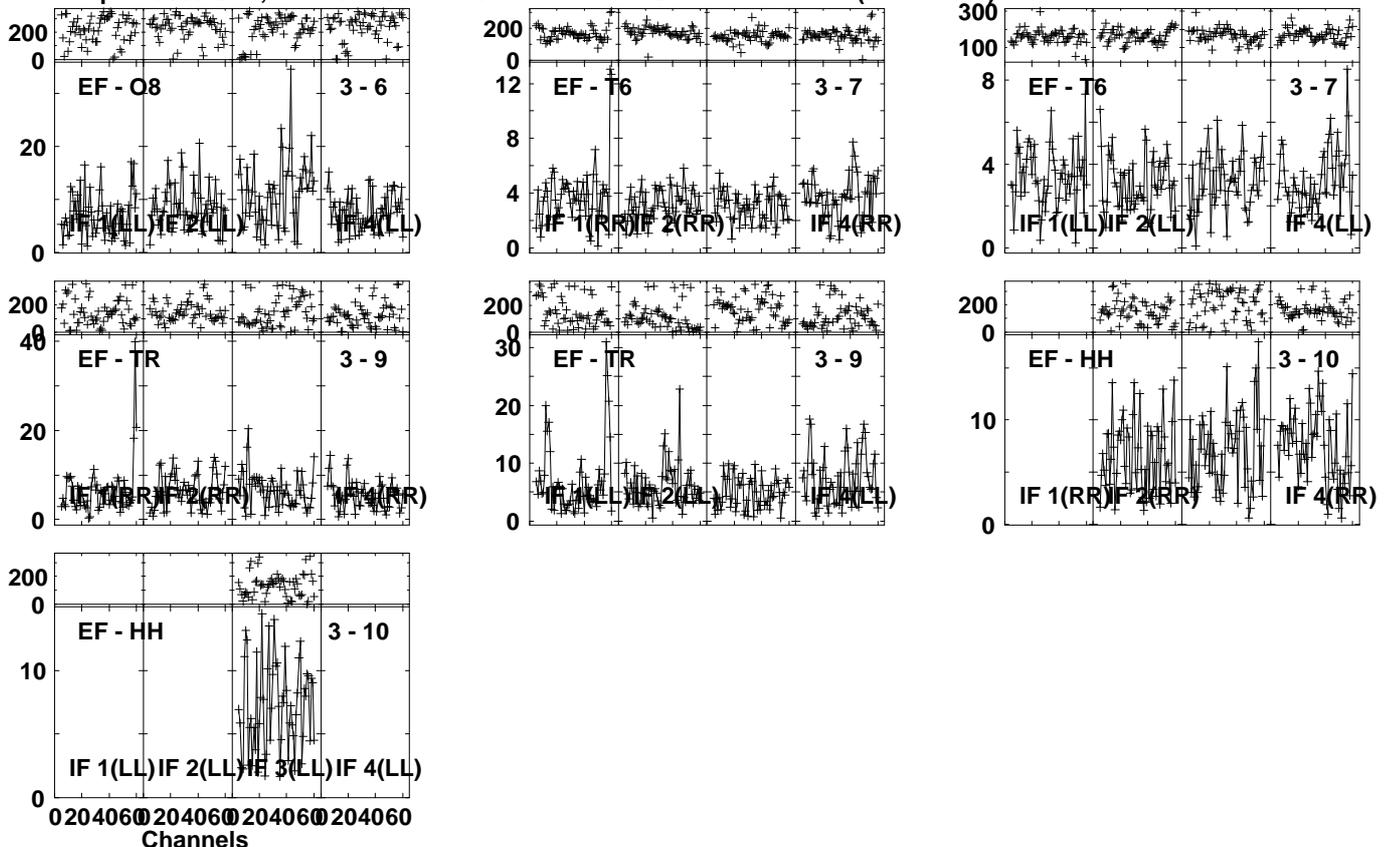 200
0
200
0
300
100
EF - O8 3 - 6
20
0
IF 1(LL) IF 2(LL) IF 4(LL)
EF - T6 3 - 7
12
8
4
0
IF 1(RR) IF 2(RR) IF 4(RR)
EF - T6 3 - 7
8
4
0
IF 1(LL) IF 2(LL) IF 4(LL)
200
0
EF - TR 3 - 9
40
20
0
IF 1(RR) IF 2(RR) IF 4(RR)
200
0
EF - TR 3 - 9
30
20
10
0
IF 1(LL) IF 2(LL) IF 4(LL)
200
0
EF - HH 3 - 10
10
0
IF 1(RR) IF 2(RR) IF 4(RR)
200
0
EF - HH 3 - 10
10
0
IF 1(LL) IF 2(LL) IF 3(LL) IF 4(LL)
0 20 40 60 0 20 40 60 0 20 40 60 0 20 40 60
Channels